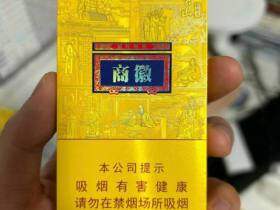 商徽
本公司提示
吸烟有害健康
请勿在禁烟场所吸烟